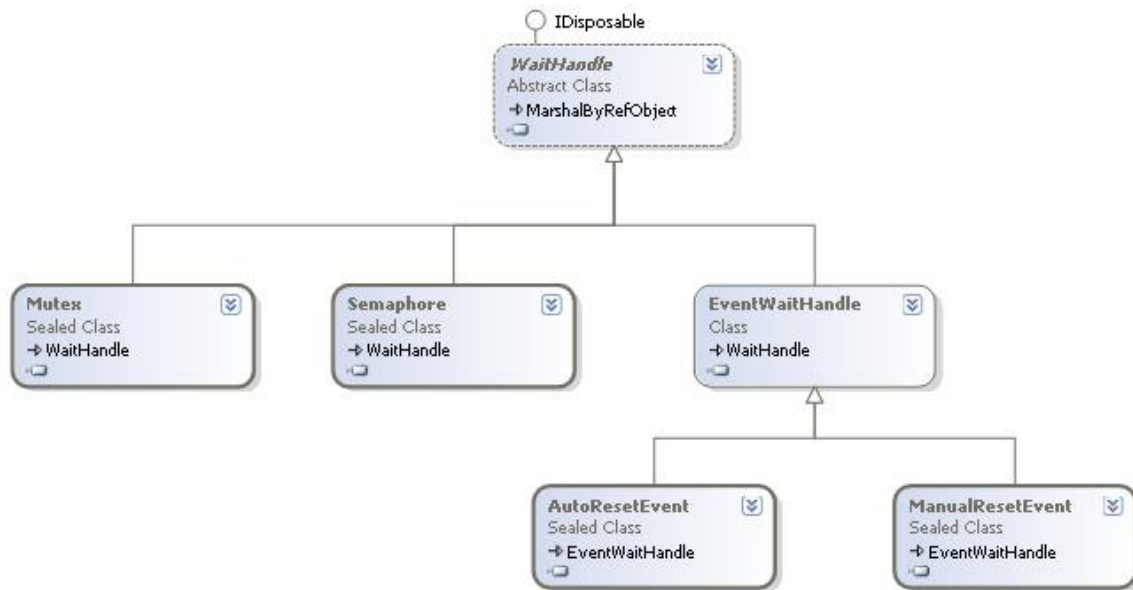 IDisposable
WaitHandle
Abstract Class
MarshalByRefObject
Mutex
Sealed Class
WaitHandle
Semaphore
Sealed Class
WaitHandle
EventWaitHandle
Class
WaitHandle
AutoResetEvent
Sealed Class
EventWaitHandle
ManualResetEvent
Sealed Class
EventWaitHandle